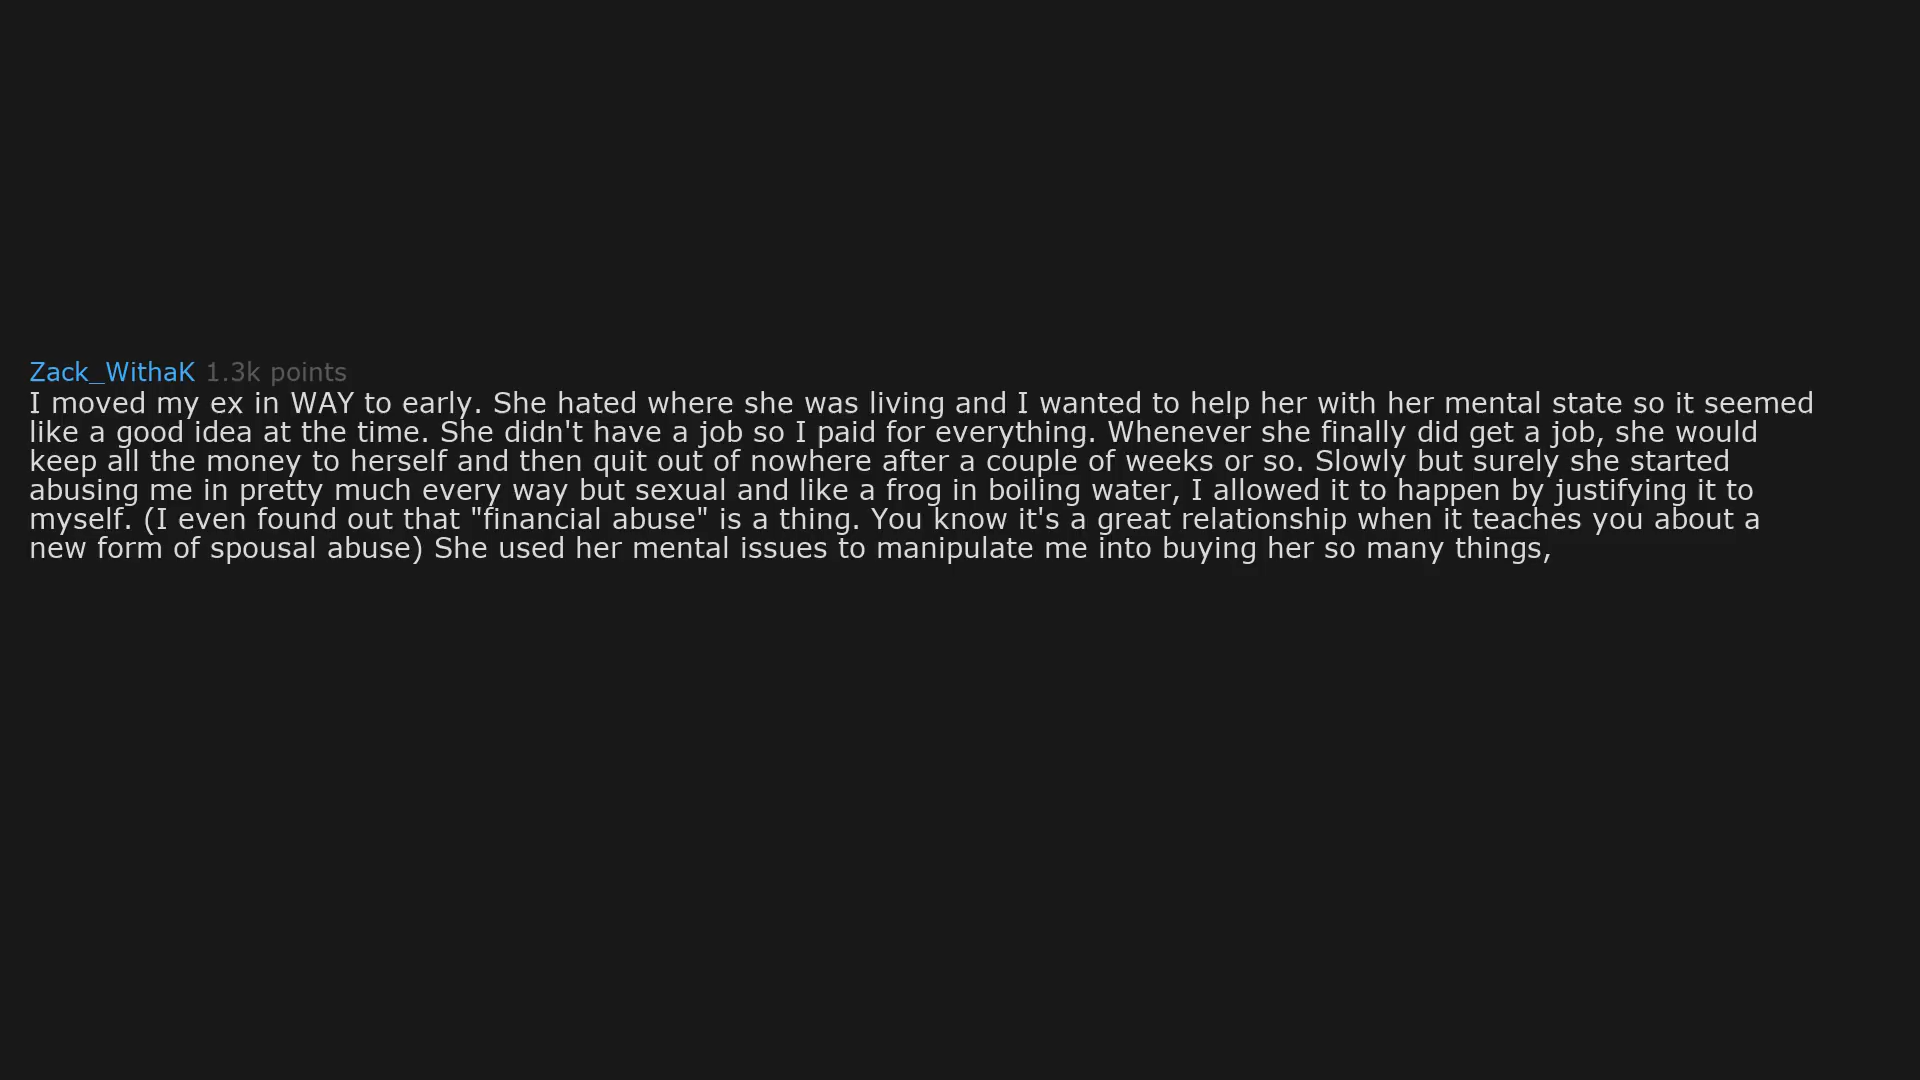 Zack_WithaK 1.3k points
I moved my ex in WAY to early. She hated where she was living and I wanted to help her with her mental state so it seemed
like a good idea at the time. She didn't have a job so I paid for everything. Whenever she finally did get a job, she would
keep all the money to herself and then quit out of nowhere after a couple of weeks or so. Slowly but surely she started
abusing me in pretty much every way but sexual and like a frog in boiling water, I allowed it to happen by justifying it to
myself. (I even found out that "financial abuse" is a thing. You know it's a great relationship when it teaches you about a
new form of spousal abuse) She used her mental issues to manipulate me into buying her so many things,